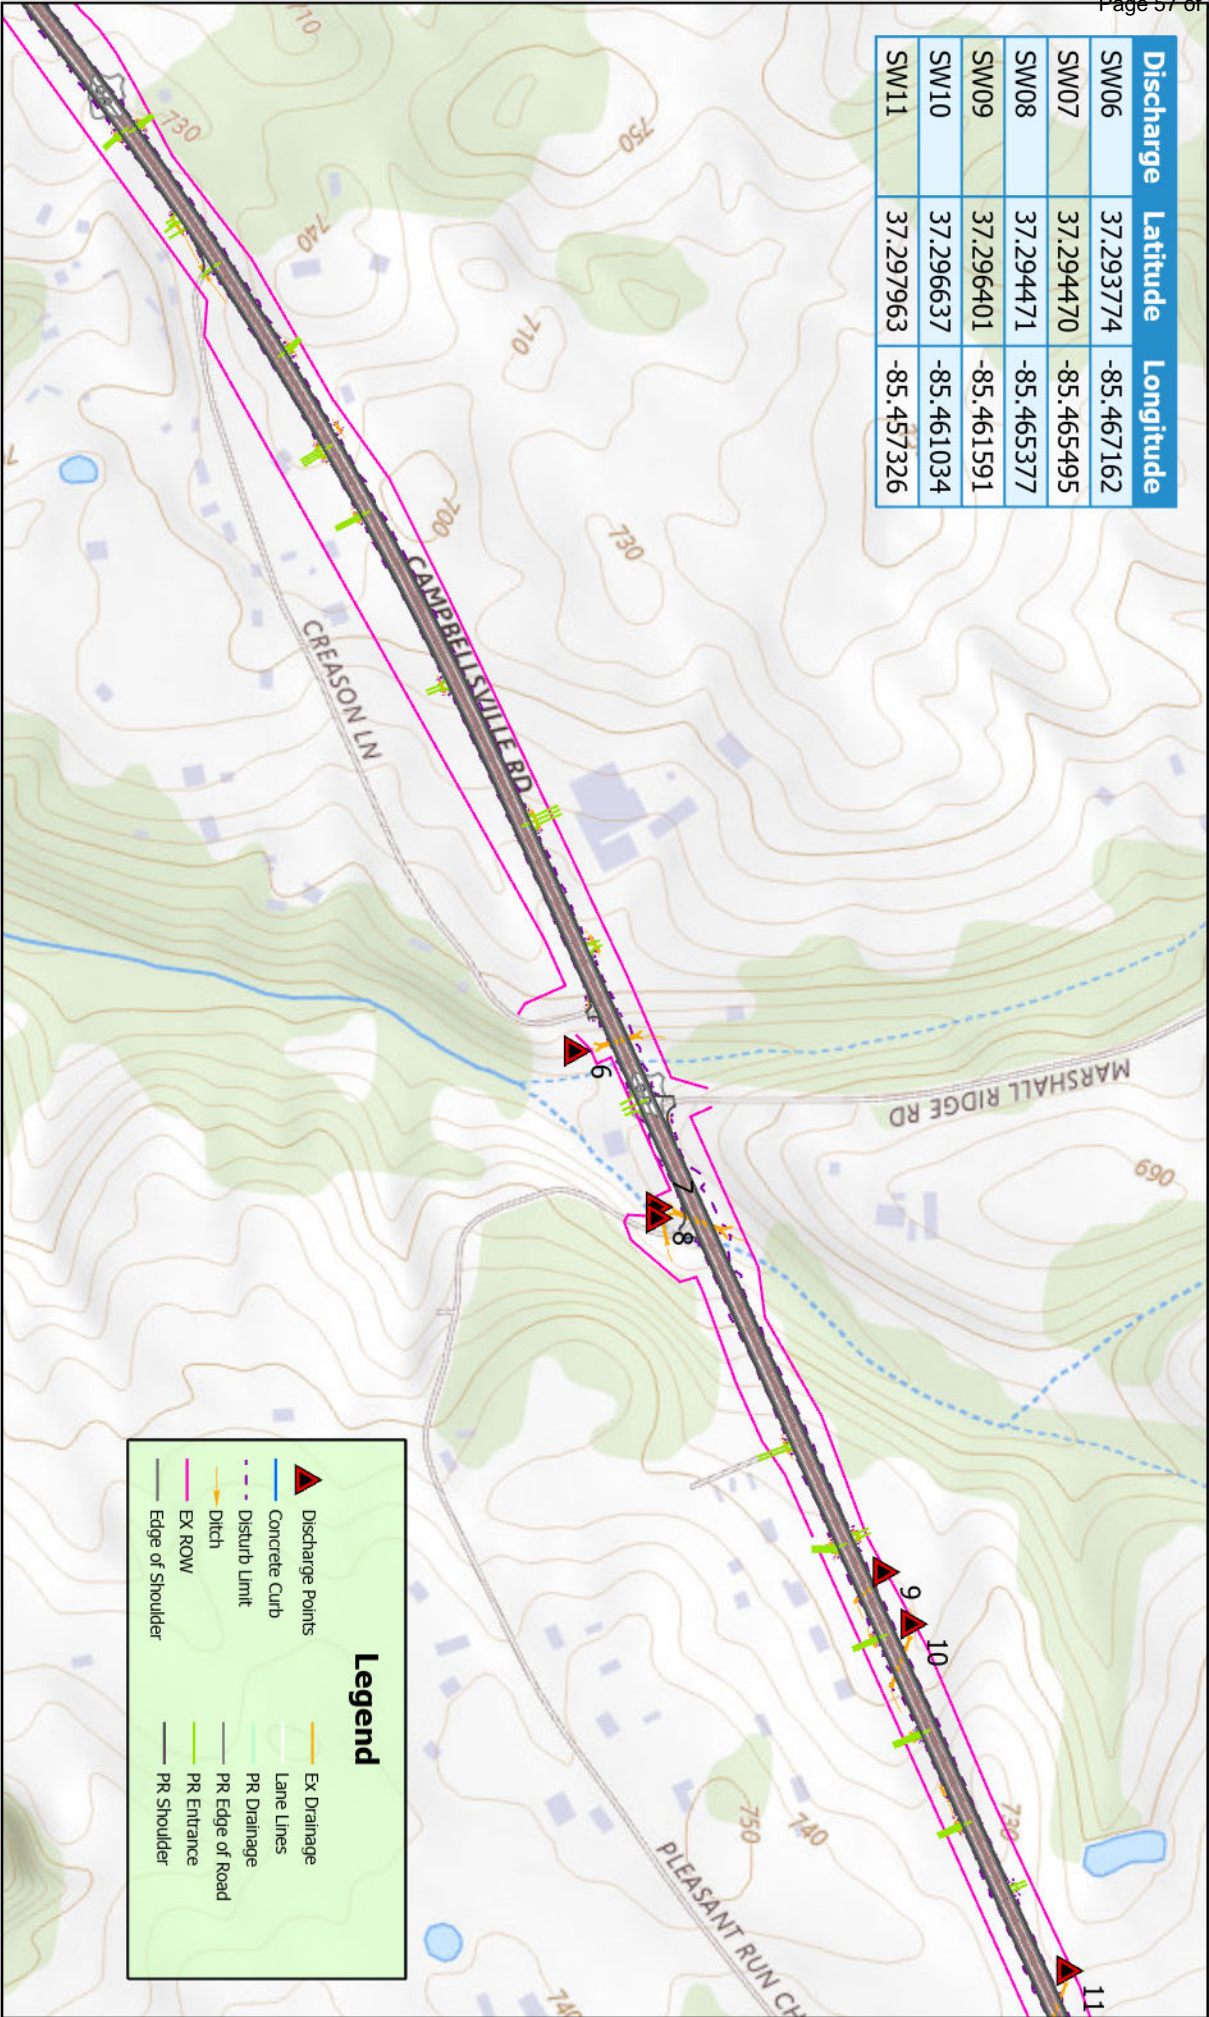 Page 57 of
Discharge Latitude Longitude
SW06 37.293774 -85.467162
SW07 37.294470 -85.465495
SW08 37.294471 -85.465377
SW09 37.296401 -85.461591
SW10 37.296637 -85.461034
SW11 37.297963 -85.457326
710
730
750
740
710
700
730
CAMPBELLSVILLE RD
CREASON LN
MARSHALL RIDGE RD
690
6
7
8
9
10
11
730
740
750
PLEASANT RUN CH
740
Legend
Discharge Points
Concrete Curb
Disturb Limit
Ditch
EX ROW
Edge of Shoulder
Ex Drainage
Lane Lines
PR Drainage
PR Edge of Road
PR Entrance
PR Shoulder